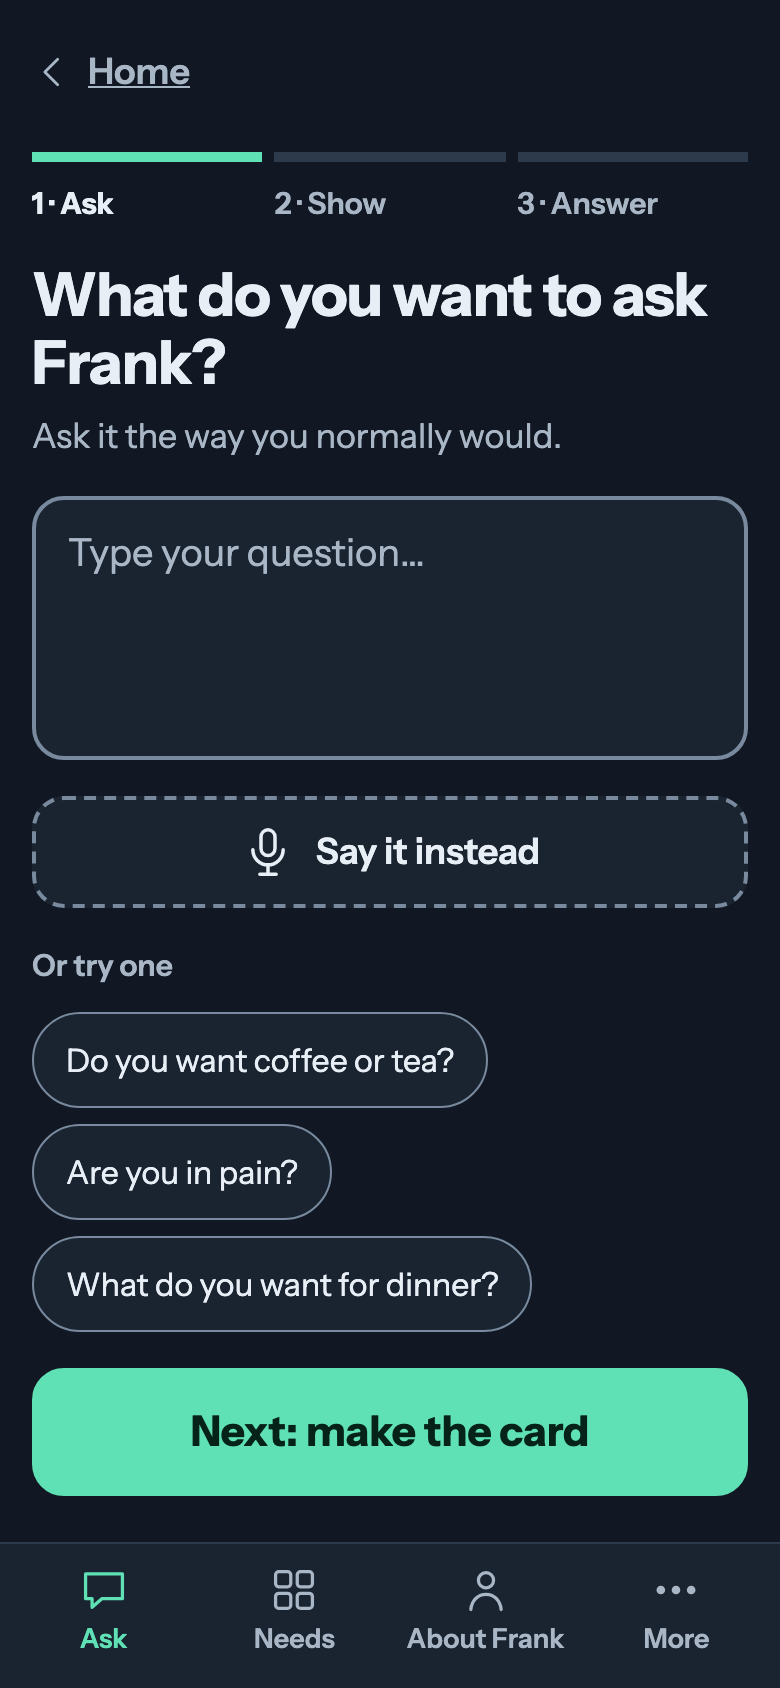 Home
1 · Ask
2 · Show
3 · Answer
What do you want to ask
Frank?
Ask it the way you normally would.
Type your question...
Say it instead
Or try one
Do you want coffee or tea?
Are you in pain?
What do you want for dinner?
Next: make the card
Ask
Needs
About Frank
More